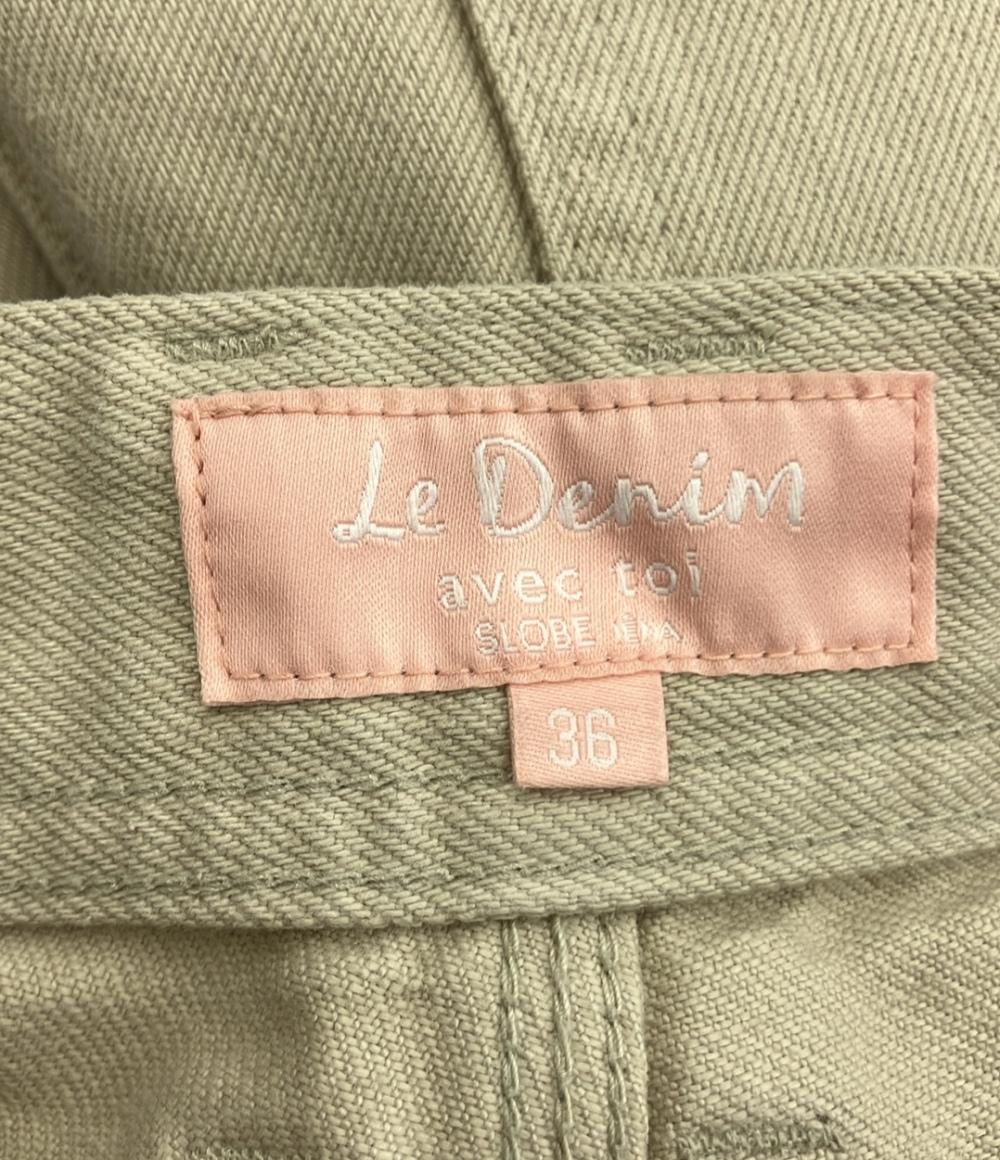 Le Denim
avec toi
SLOBE IÉNA
36